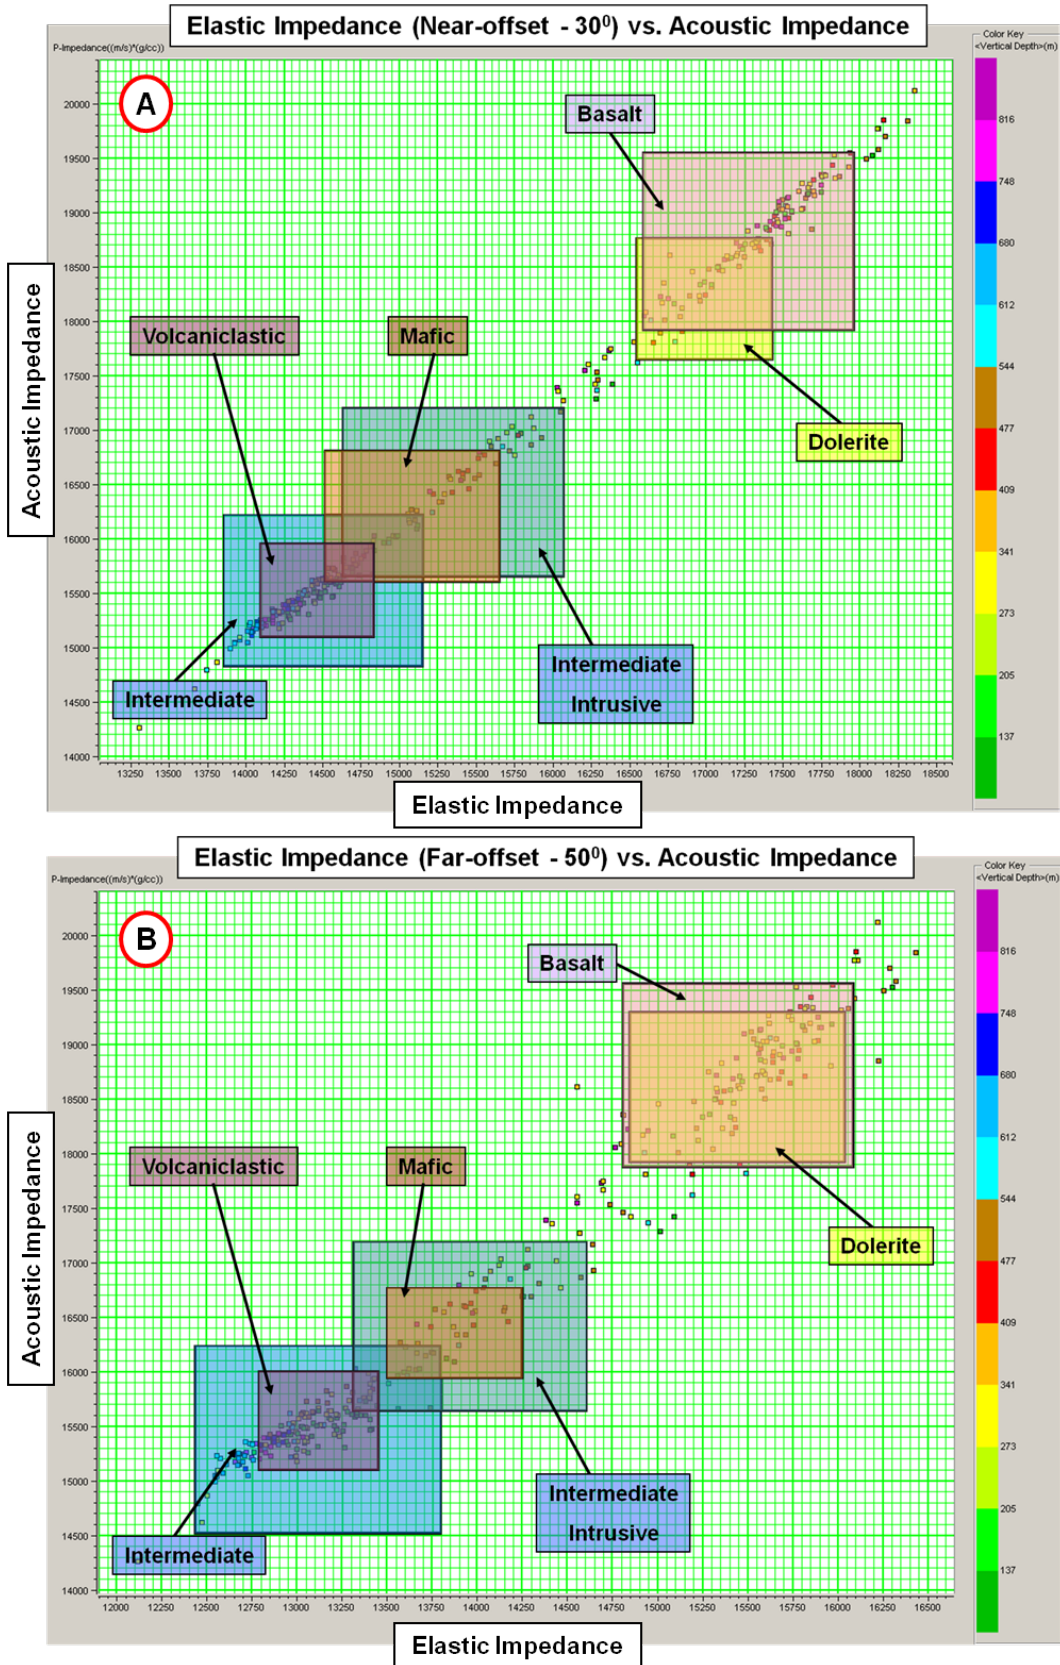 Elastic Impedance (Near-offset - 30⁰) vs. Acoustic Impedance
P-Impedance((m/s)*(g/cc))
Color Key
<Vertical Depth>(m)
A
20000
19500
19000
18500
18000
17500
17000
16500
16000
15500
15000
14500
14000
Acoustic Impedance
Basalt
Volcaniclastic
Mafic
Dolerite
Intermediate
Intermediate
Intrusive
816
748
680
612
544
477
409
341
273
205
137
13250 13500 13750 14000 14250 14500 14750 15000 15250 15500 15750 16000 16250 16500 16750 17000 17250 17500 17750 18000 18250 18500
Elastic Impedance
Elastic Impedance (Far-offset - 50⁰) vs. Acoustic Impedance
P-Impedance((m/s)*(g/cc))
Color Key
<Vertical Depth>(m)
B
20000
19500
19000
18500
18000
17500
17000
16500
16000
15500
15000
14500
14000
Acoustic Impedance
Basalt
Volcaniclastic
Mafic
Dolerite
Intermediate
Intrusive
Intermediate
816
748
680
612
544
477
409
341
273
205
137
12000 12250 12500 12750 13000 13250 13500 13750 14000 14250 14500 14750 15000 15250 15500 15750 16000 16250 16500
Elastic Impedance